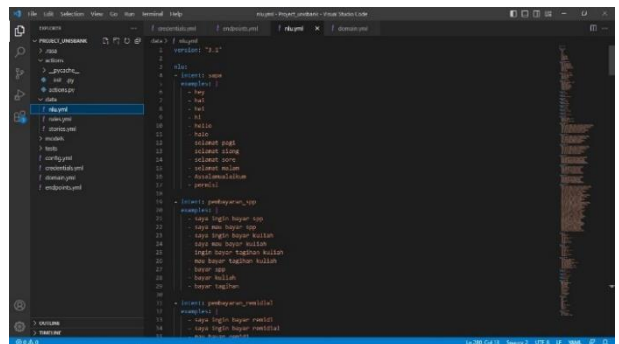 File Edit Selection View Go Run Terminal Help
nlu.yml - Project_unisbank - Visual Studio Code
EXPLORER
credentials.yml endpoints.yml nlu.yml domain.yml
PROJECT_UNISBANK
data > nlu.yml
.rasa
actions
__pycache__
actions.py
data
nlu.yml
rules.yml
stories.yml
models
tests
config.yml
credentials.yml
domain.yml
endpoints.yml
OUTLINE
TIMELINE
version: "3.1"
nlu:
- intent: sapa
examples: |
- hey
- hai
- hei
- hi
- hello
- halo
- selamat pagi
- selamat siang
- selamat sore
- selamat malam
- Assalamualaikum
- permisi
- intent: pembayaran_spp
examples: |
- saya ingin bayar spp
- saya mau bayar spp
- saya ingin bayar kuliah
- saya mau bayar kuliah
- ingin bayar tagihan kuliah
- mau bayar tagihan kuliah
- bayar spp
- bayar kuliah
- bayar tagihan
- intent: pembayaran_remidial
examples: |
- saya ingin bayar remidi
- saya ingin bayar remidial
- mau bayar remidi